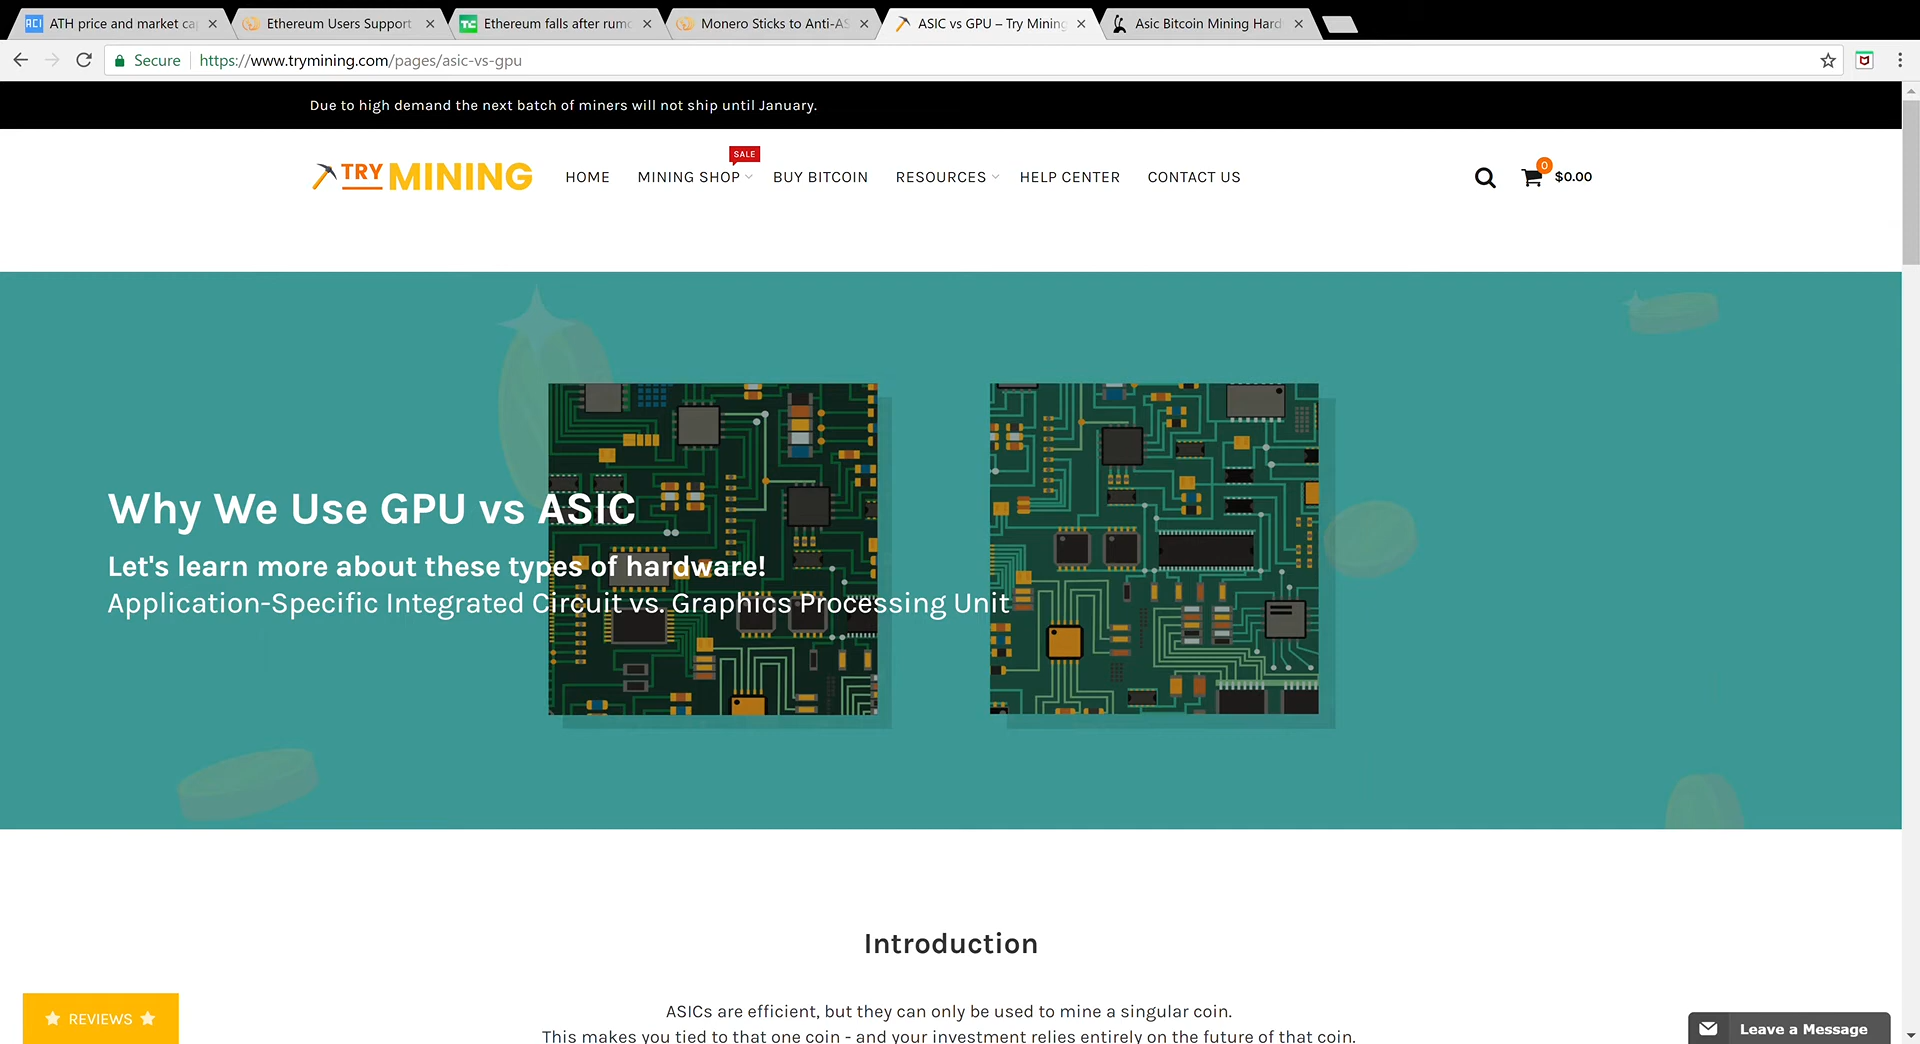 ATH price and market ca
Ethereum Users Support
Ethereum falls after rumo
Monero Sticks to Anti-AS
ASIC vs GPU – Try Mining
Asic Bitcoin Mining Hard
Secure
https://www.trymining.com/pages/asic-vs-gpu
Due to high demand the next batch of miners will not ship until January.
SALE
TRY MINING
HOME
MINING SHOP
BUY BITCOIN
RESOURCES
HELP CENTER
CONTACT US
0
$0.00
Why We Use GPU vs ASIC
Let's learn more about these types of hardware!
Application-Specific Integrated Circuit vs. Graphics Processing Unit
Introduction
ASICs are efficient, but they can only be used to mine a singular coin.
This makes you tied to that one coin - and your investment relies entirely on the future of that coin.
REVIEWS
Leave a Message